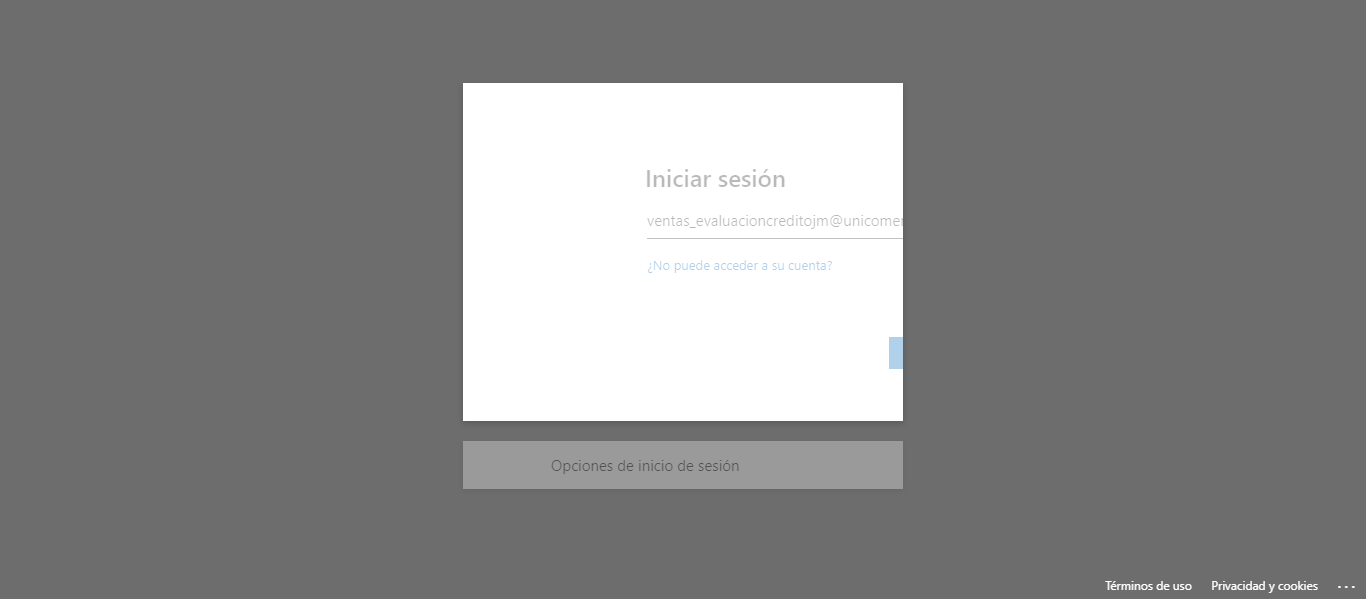 Iniciar sesión
ventas_evaluacioncreditojm@unicomer
¿No puede acceder a su cuenta?
Opciones de inicio de sesión
Términos de uso Privacidad y cookies ...